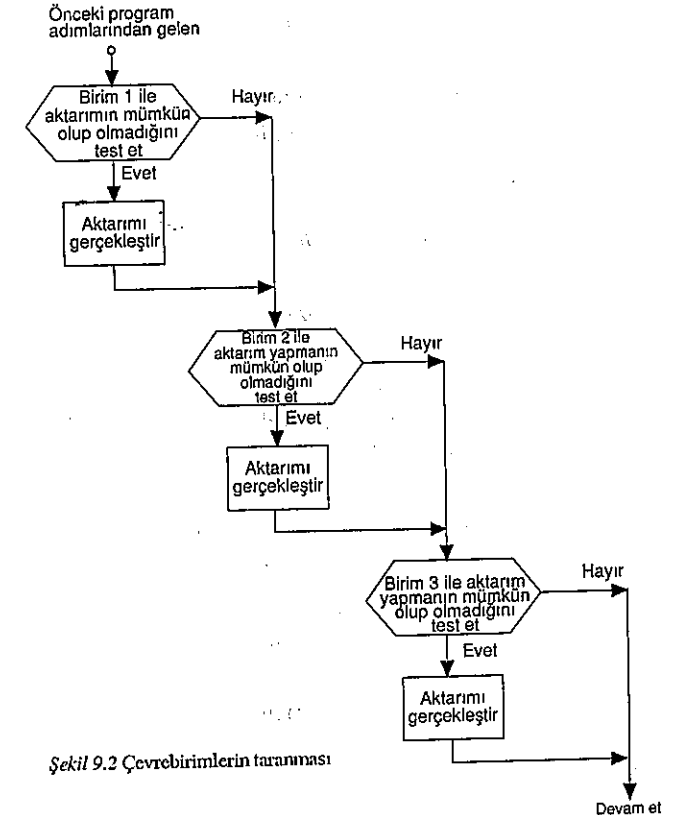 Önceki program
adımlarından gelen
Birim 1 ile
aktarımın mümkün
olup olmadığını
test et
Hayır
Evet
Aktarımı
gerçekleştir
Birim 2 ile
aktarım yapmanın
mümkün olup
olmadığını
test et
Hayır
Evet
Aktarımı
gerçekleştir
Birim 3 ile aktarım
yapmanın mümkün
olup olmadığını
test et
Hayır
Evet
Aktarımı
gerçekleştir
Şekil 9.2 Çevrebirimlerin taranması
Devam et